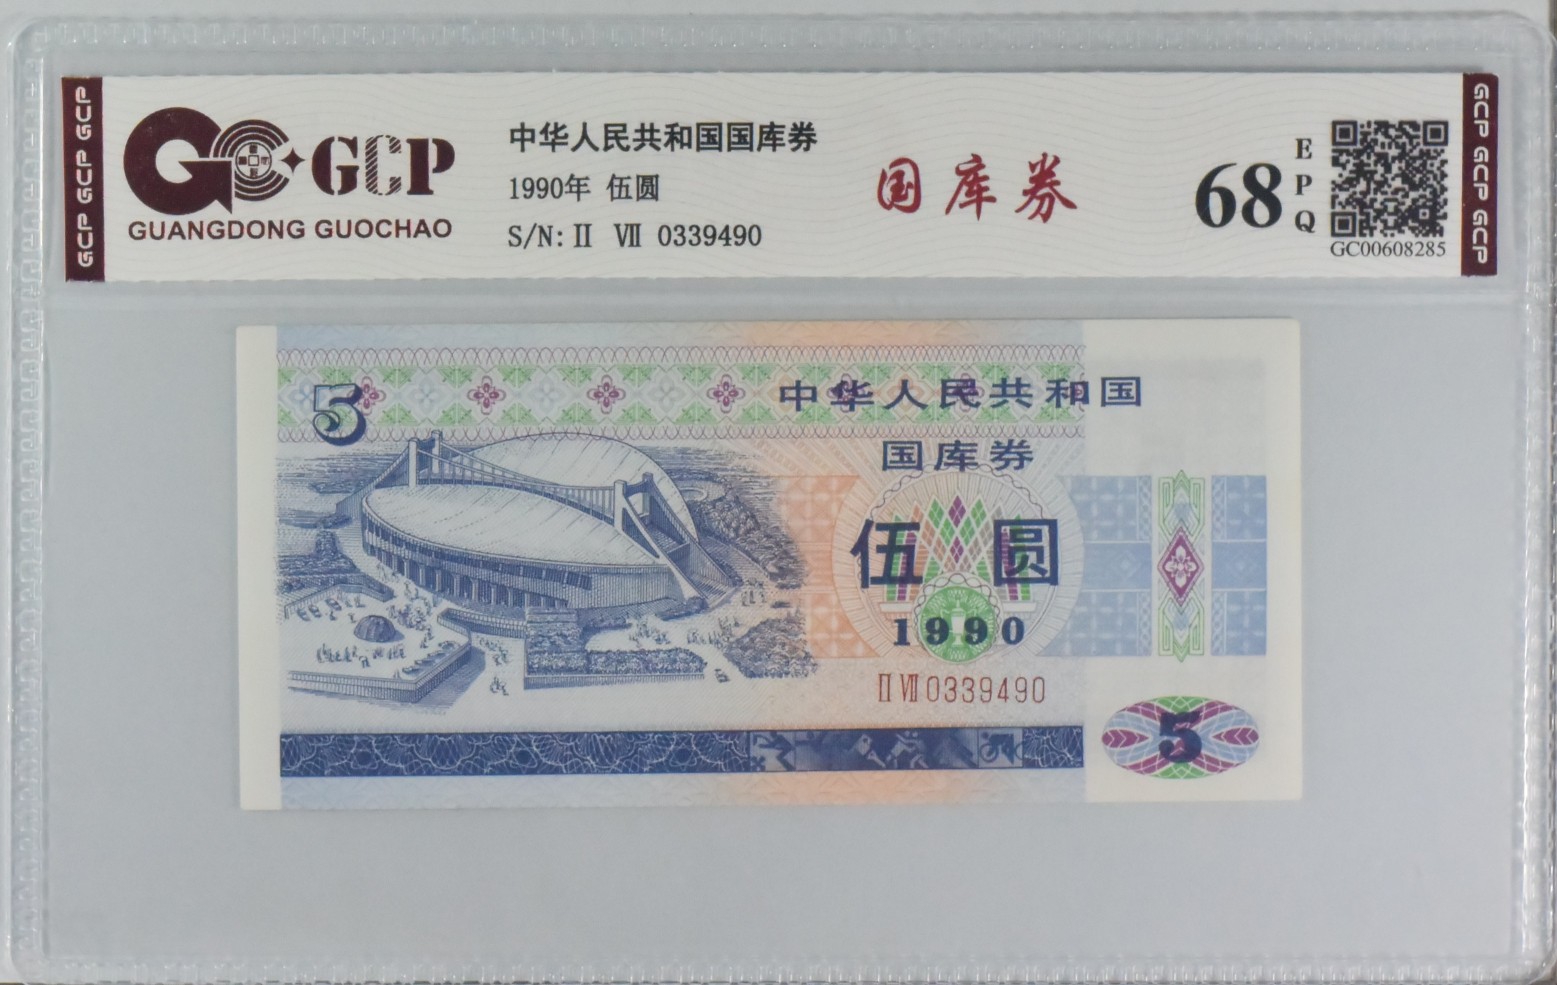 GCP GCP GCP
GCP
GUANGDONG GUOCHAO
中华人民共和国国库券
1990年 伍圆
S/N: Ⅱ Ⅶ 0339490
国库券
68
EPQ
GC00608285
GCP GCP GCP
5
中华人民共和国
国库券
伍圆
1990
ⅡⅦ0339490
5